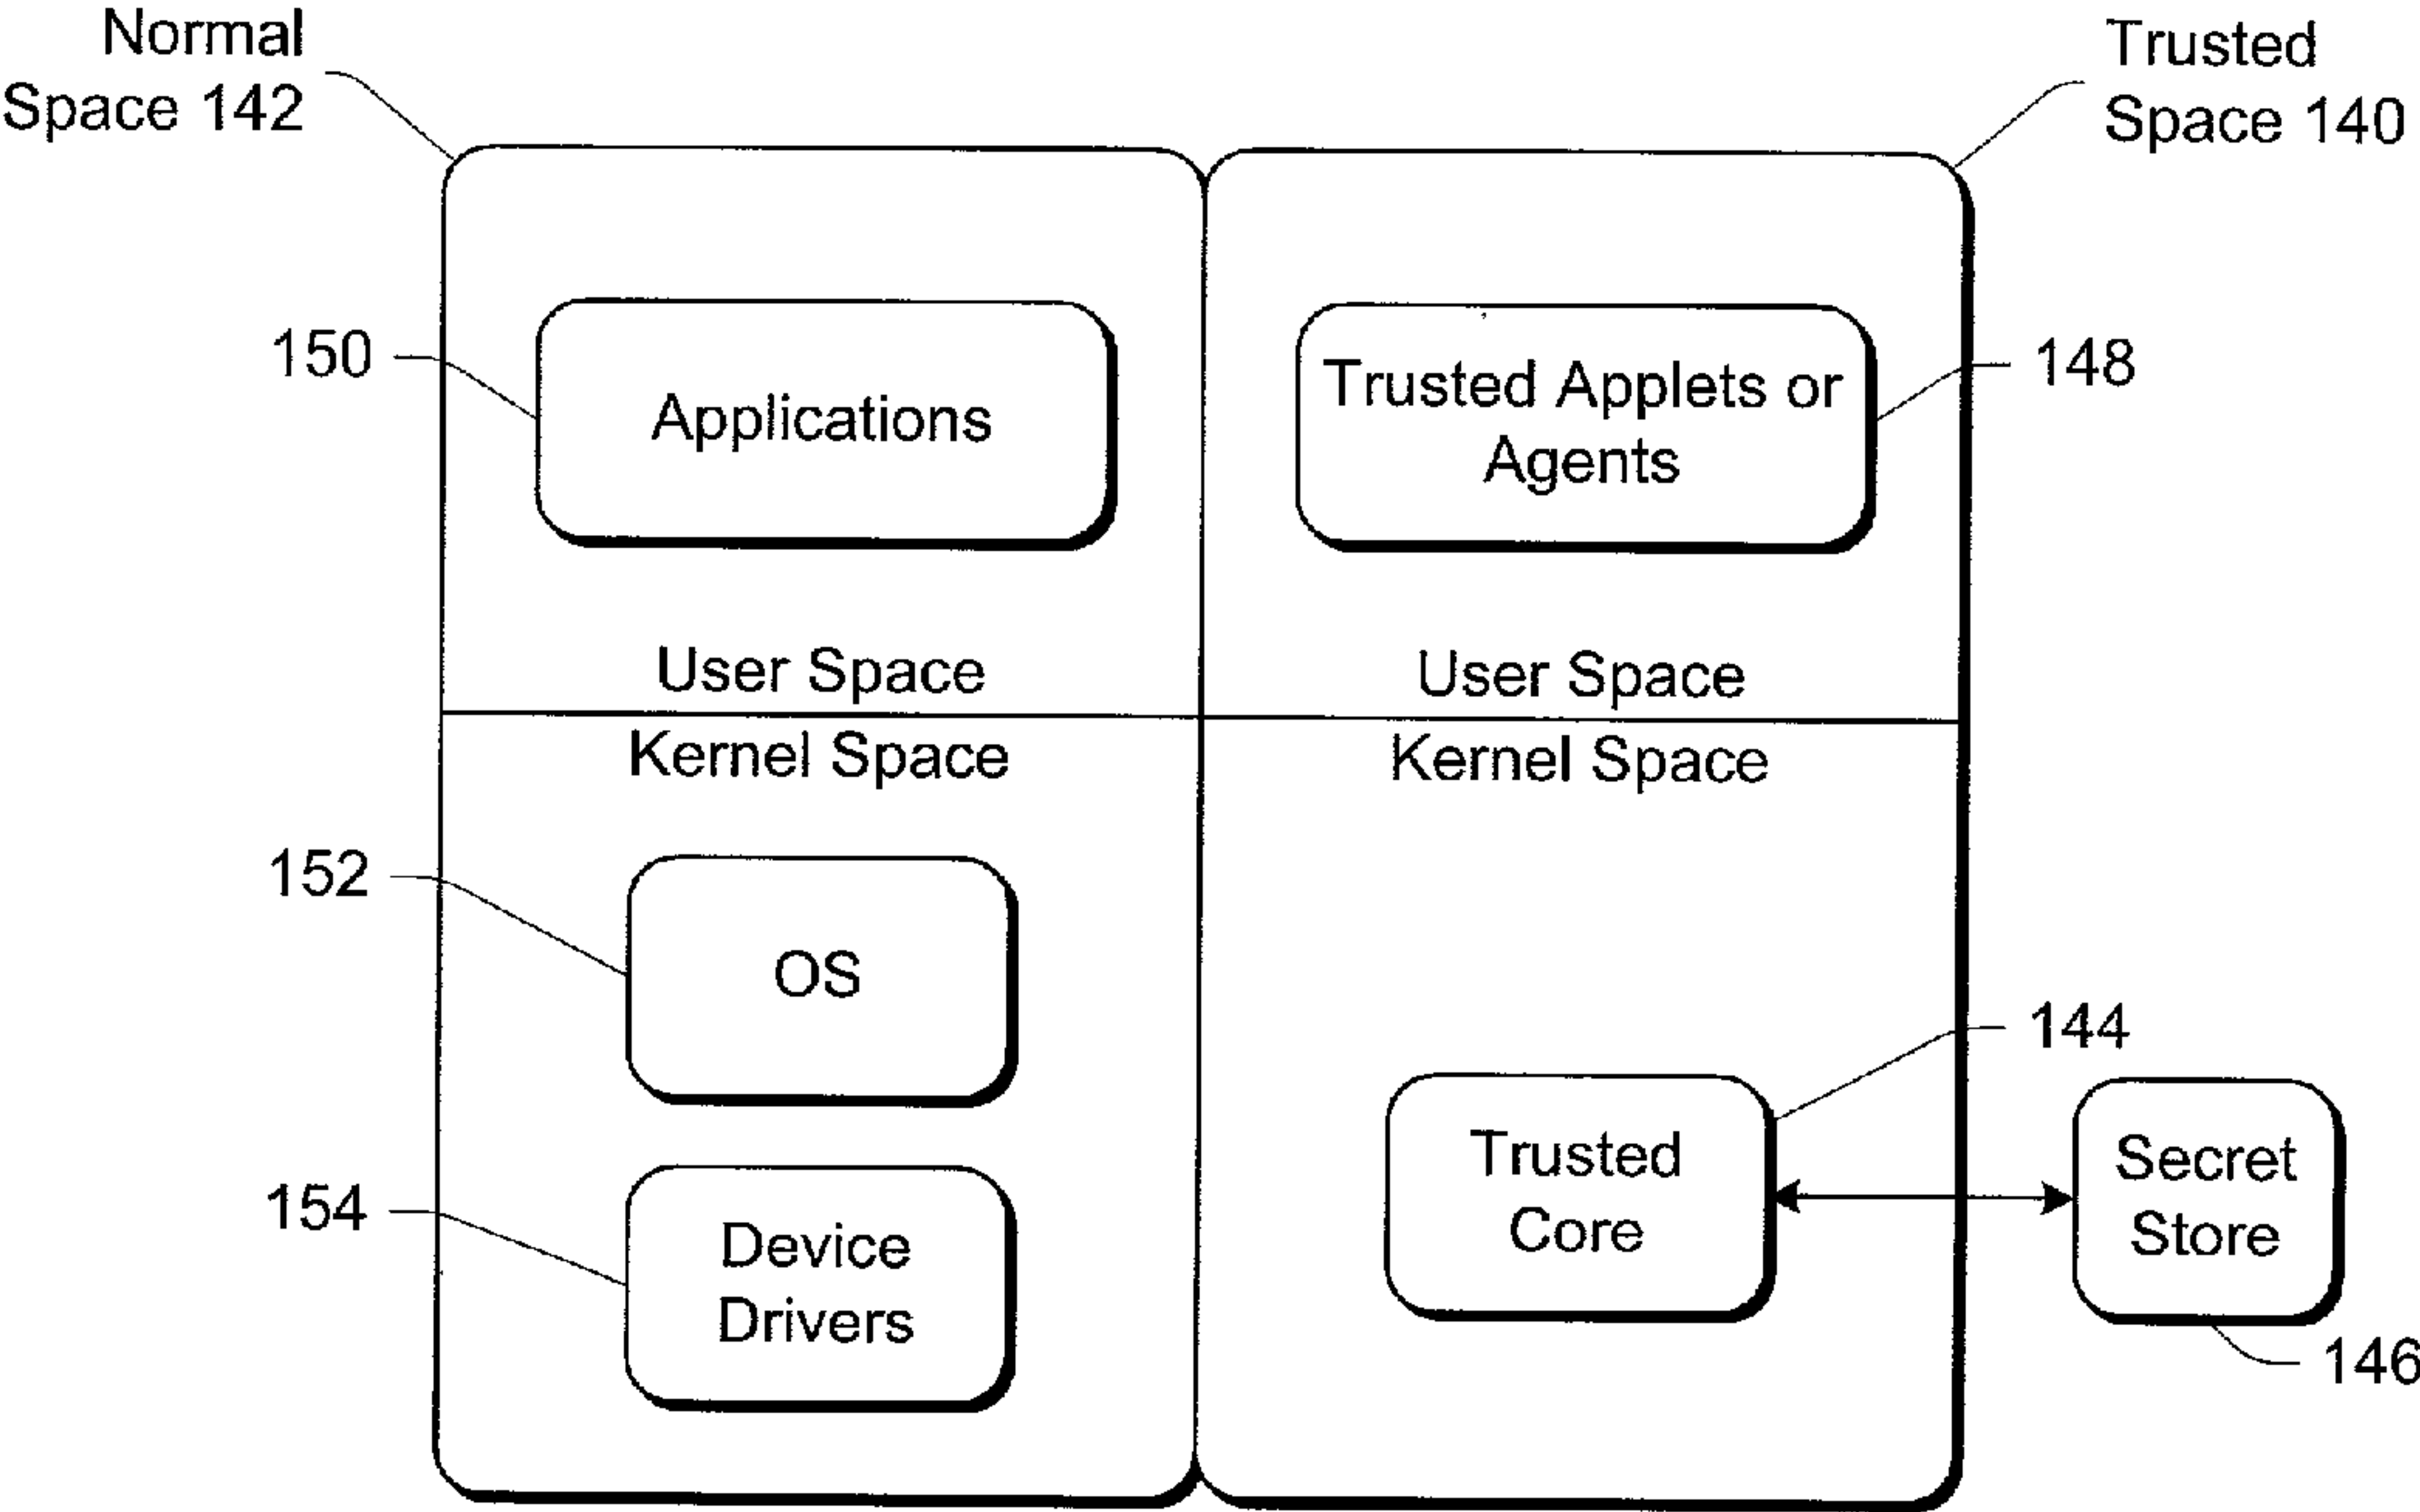 Normal
Space 142
Trusted
Space 140
150
Applications
Trusted Applets or
Agents
148
User Space
User Space
Kernel Space
Kernel Space
152
OS
144
154
Device
Drivers
Trusted
Core
Secret
Store
146